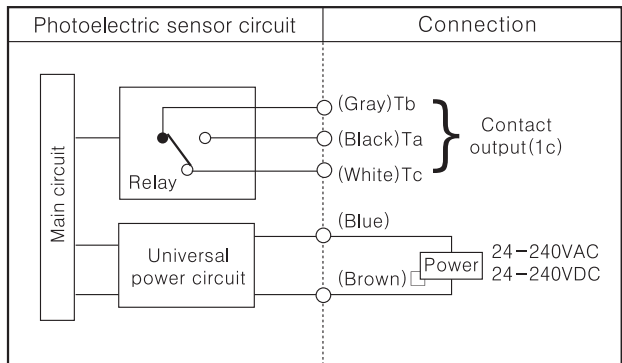 Photoelectric sensor circuit
Connection
Main circuit
Relay
(Gray)Tb
(Black)Ta
(White)Tc
Contact
output(1c)
Universal
power circuit
(Blue)
(Brown)
Power
24-240VAC
24-240VDC